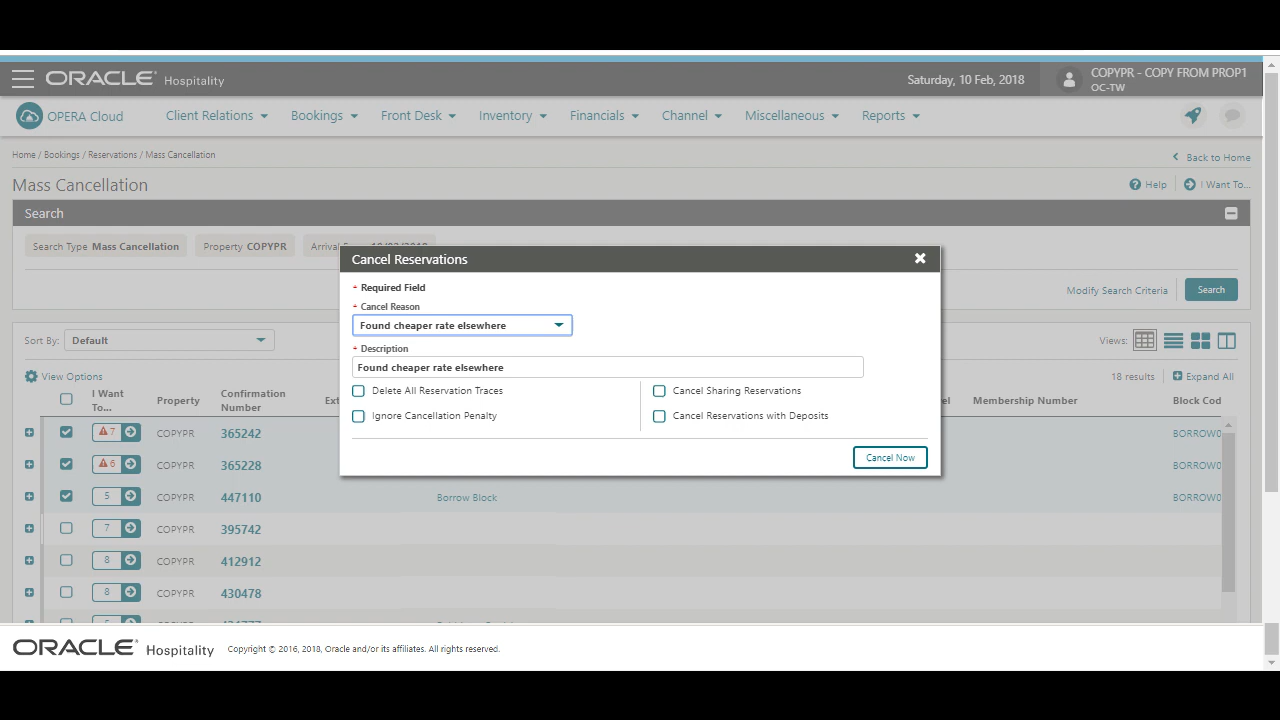 ORACLE Hospitality
Saturday, 10 Feb, 2018
COPYPR - COPY FROM PROP1
OC-TW
OPERA Cloud
Client Relations
Bookings
Front Desk
Inventory
Financials
Channel
Miscellaneous
Reports
Home / Bookings / Reservations / Mass Cancellation
Back to Home
Mass Cancellation
Help
I Want To...
Search
Search Type Mass Cancellation
Property COPYPR
Modify Search Criteria
Search
Sort By: Default
Views:
View Options
18 results
Expand All
I Want To...
Property
Confirmation Number
Membership Number
Block Cod
7 COPYPR 365242 BORROW0
6 COPYPR 365228 BORROW0
5 COPYPR 447110 Borrow Block BORROW0
7 COPYPR 395742
8 COPYPR 412912
8 COPYPR 430478
Cancel Reservations
* Required Field
* Cancel Reason
Found cheaper rate elsewhere
* Description
Found cheaper rate elsewhere
Delete All Reservation Traces
Cancel Sharing Reservations
Ignore Cancellation Penalty
Cancel Reservations with Deposits
Cancel Now
ORACLE Hospitality
Copyright © 2016, 2018, Oracle and/or its affiliates. All rights reserved.